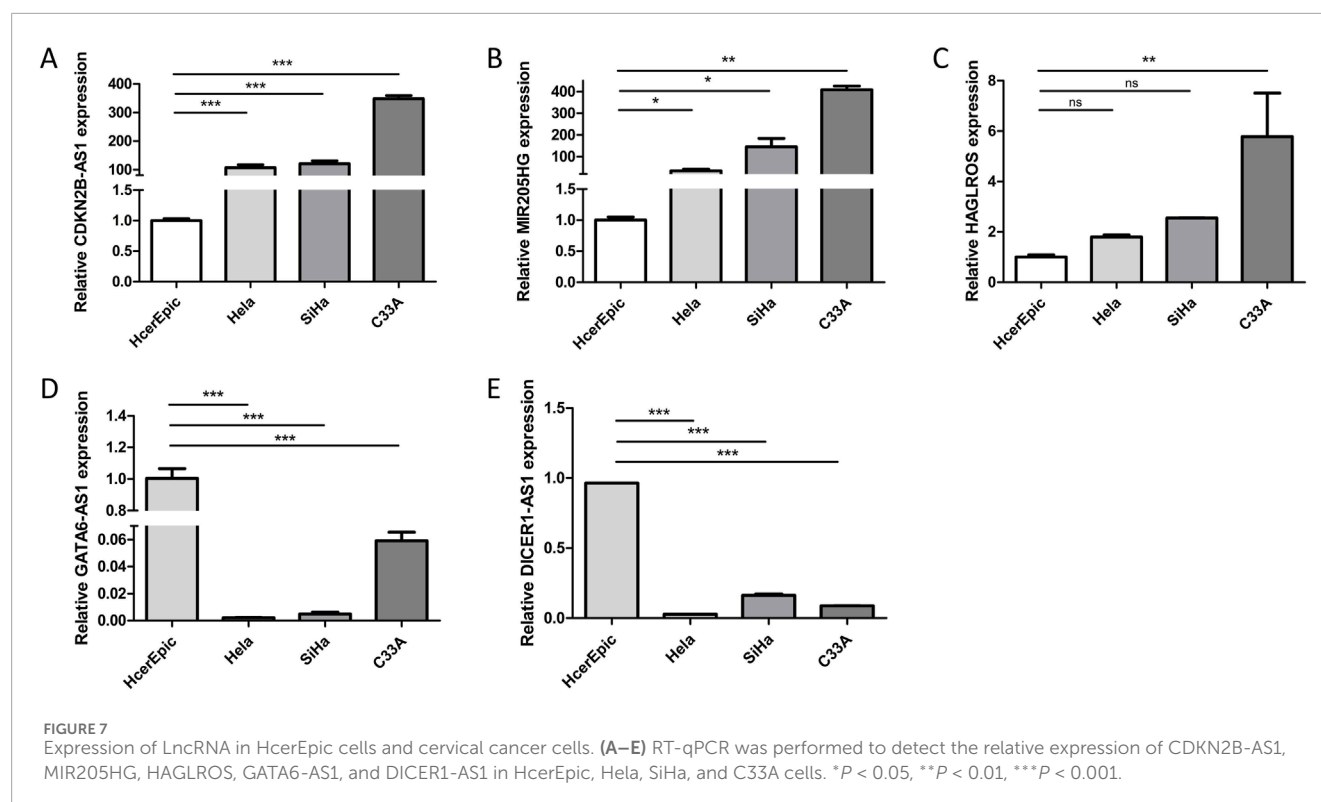 A
Relative CDKN2B-AS1 expression
400
300
200
100
1.5
1.0
0.5
0.0
***
***
***
HcerEpic
Hela
SiHa
C33A
B
Relative MIR205HG expression
400
300
200
100
1.5
1.0
0.5
0.0
**
*
*
HcerEpic
Hela
SiHa
C33A
C
Relative HAGLROS expression
8
6
4
2
0
**
ns
ns
HcerEpic
Hela
SiHa
C33A
D
Relative GATA6-AS1 expression
1.4
1.2
1.0
0.8
0.06
0.04
0.02
0.00
***
***
***
HcerEpic
Hela
SiHa
C33A
E
Relative DICER1-AS1 expression
1.5
1.0
0.5
0.0
***
***
***
HcerEpic
Hela
SiHa
C33A
FIGURE 7
Expression of LncRNA in HcerEpic cells and cervical cancer cells. (A–E) RT-qPCR was performed to detect the relative expression of CDKN2B-AS1,
MIR205HG, HAGLROS, GATA6-AS1, and DICER1-AS1 in HcerEpic, Hela, SiHa, and C33A cells. *P < 0.05, **P < 0.01, ***P < 0.001.